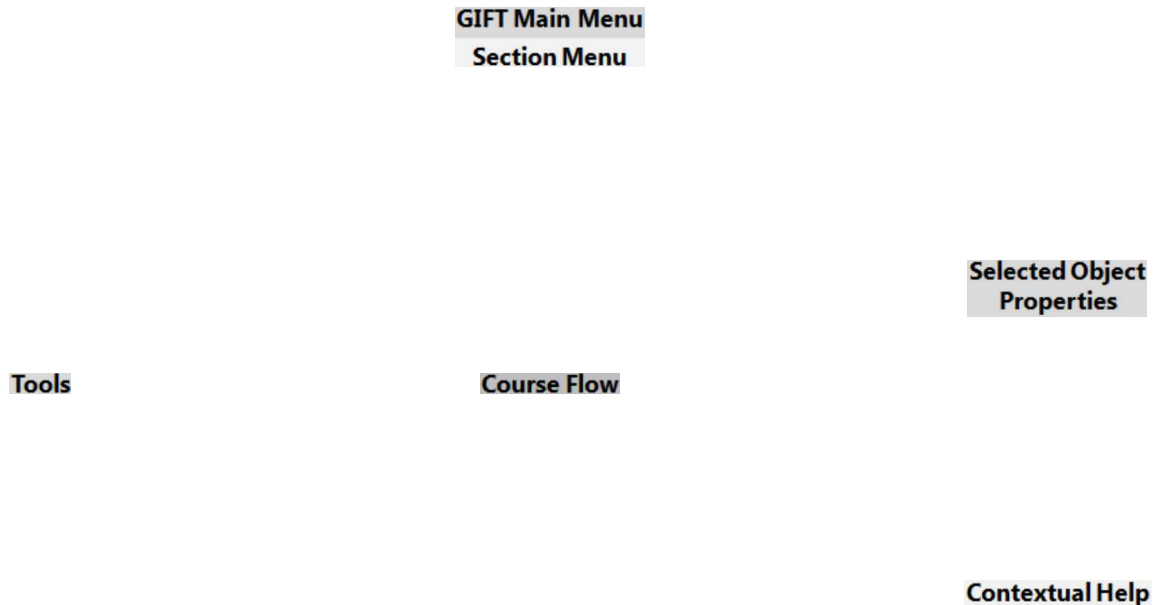 GIFT Main Menu
Section Menu
Selected Object
Properties
Tools
Course Flow
Contextual Help